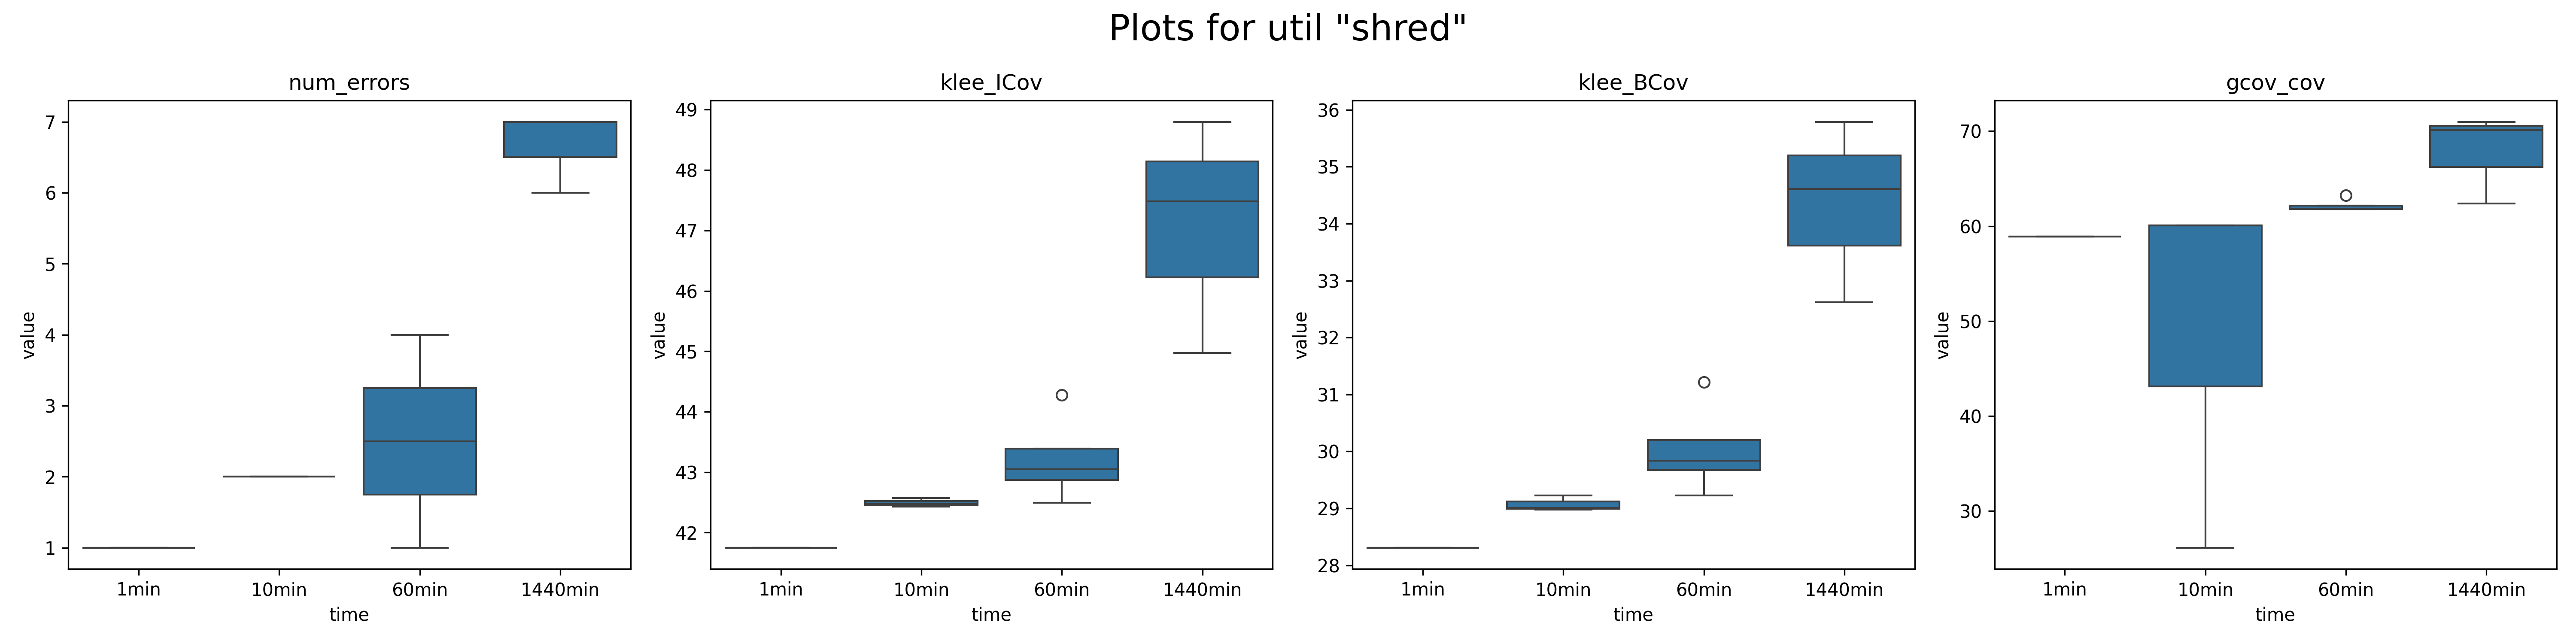 Plots for util "shred"
num_errors
7
6
5
4
3
2
1
value
1min 10min 60min 1440min
time
klee_ICov
49
48
47
46
45
44
43
42
value
1min 10min 60min 1440min
time
klee_BCov
36
35
34
33
32
31
30
29
28
value
1min 10min 60min 1440min
time
gcov_cov
70
60
50
40
30
value
1min 10min 60min 1440min
time